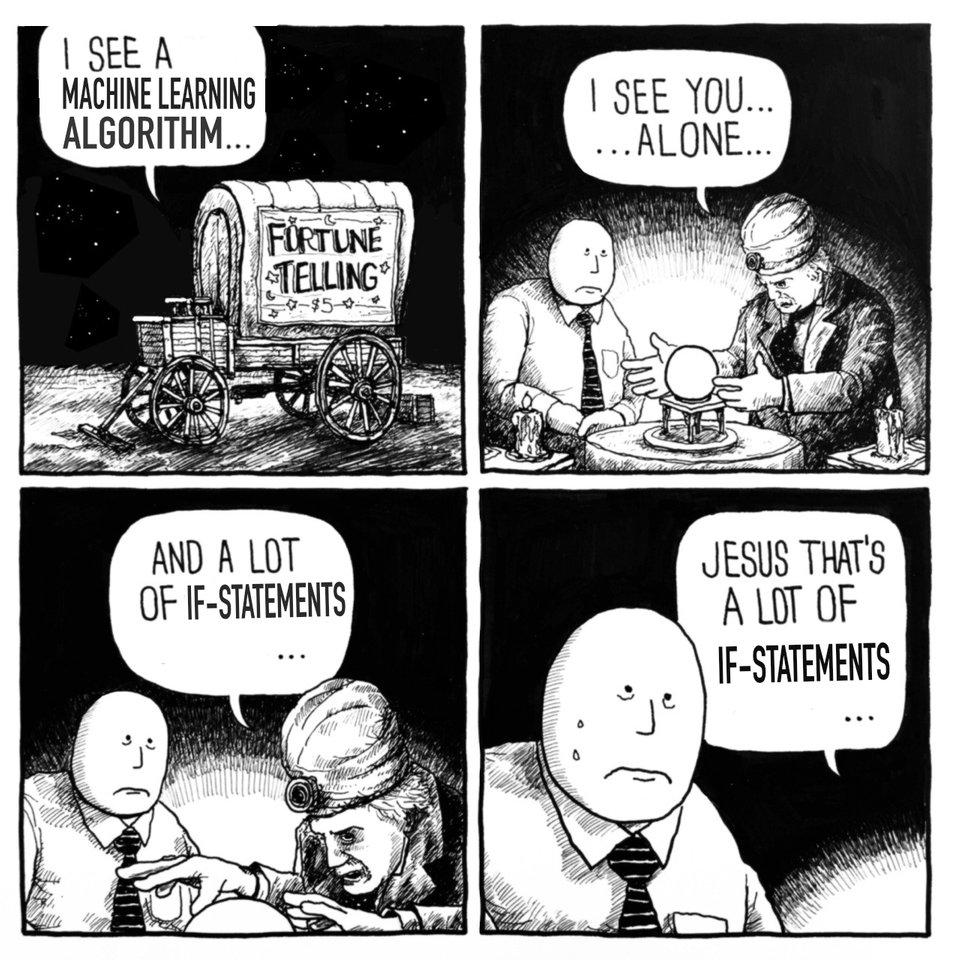 I SEE A
MACHINE LEARNING
ALGORITHM...
FORTUNE
TELLING
$5
I SEE YOU...
...ALONE...
AND A LOT
OF IF-STATEMENTS
...
JESUS THAT'S
A LOT OF
IF-STATEMENTS
...